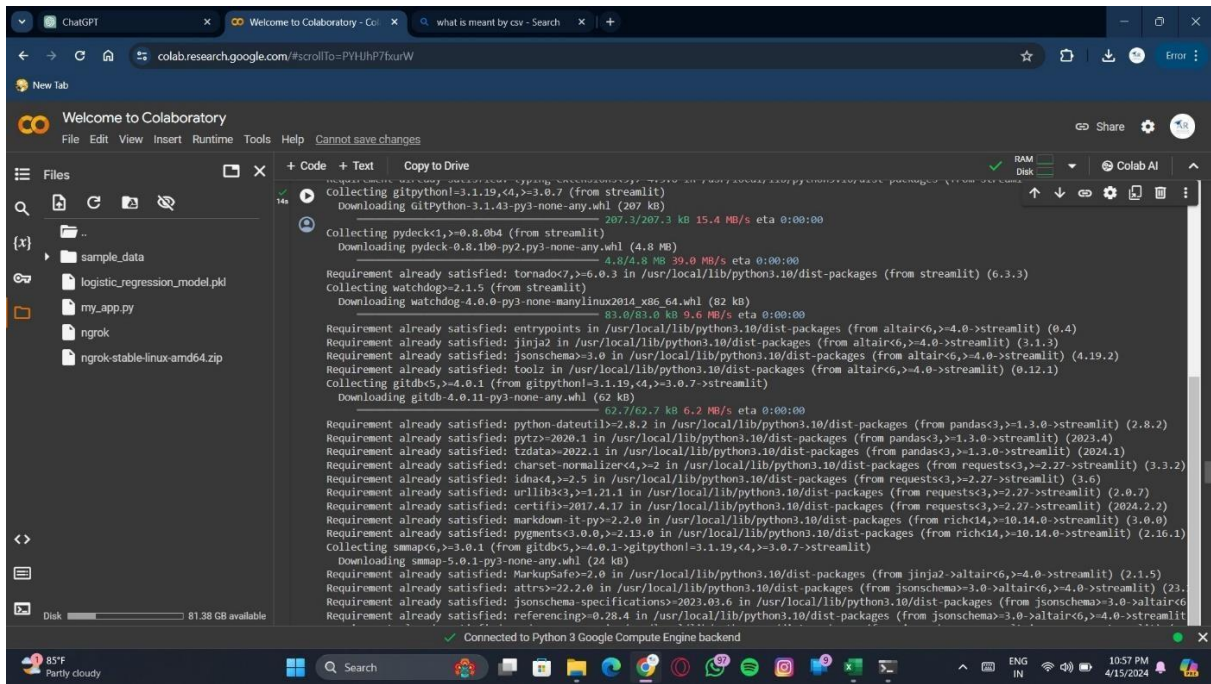 ChatGPT
Welcome to Colaboratory - Col
what is meant by csv - Search
colab.research.google.com/#scrollTo=PYHJhP7fxurW
Error
New Tab
Welcome to Colaboratory
File Edit View Insert Runtime Tools Help Cannot save changes
Share
Files
+ Code + Text Copy to Drive
RAM
Disk
Colab AI
{x}
..
sample_data
logistic_regression_model.pkl
my_app.py
ngrok
ngrok-stable-linux-amd64.zip
Disk 81.38 GB available
14s
Collecting gitpython!=3.1.19,<4,>=3.0.7 (from streamlit)
Downloading GitPython-3.1.43-py3-none-any.whl (207 kB)
207.3/207.3 kB 15.4 MB/s eta 0:00:00
Collecting pydeck<1,>=0.8.0b4 (from streamlit)
Downloading pydeck-0.8.1b0-py2.py3-none-any.whl (4.8 MB)
4.8/4.8 MB 39.0 MB/s eta 0:00:00
Requirement already satisfied: tornado<7,>=6.0.3 in /usr/local/lib/python3.10/dist-packages (from streamlit) (6.3.3)
Collecting watchdog>=2.1.5 (from streamlit)
Downloading watchdog-4.0.0-py3-none-manylinux2014_x86_64.whl (82 kB)
83.0/83.0 kB 9.6 MB/s eta 0:00:00
Requirement already satisfied: entrypoints in /usr/local/lib/python3.10/dist-packages (from altair<6,>=4.0->streamlit) (0.4)
Requirement already satisfied: jinja2 in /usr/local/lib/python3.10/dist-packages (from altair<6,>=4.0->streamlit) (3.1.3)
Requirement already satisfied: jsonschema>=3.0 in /usr/local/lib/python3.10/dist-packages (from altair<6,>=4.0->streamlit) (4.19.2)
Requirement already satisfied: toolz in /usr/local/lib/python3.10/dist-packages (from altair<6,>=4.0->streamlit) (0.12.1)
Collecting gitdb<5,>=4.0.1 (from gitpython!=3.1.19,<4,>=3.0.7->streamlit)
Downloading gitdb-4.0.11-py3-none-any.whl (62 kB)
62.7/62.7 kB 6.2 MB/s eta 0:00:00
Requirement already satisfied: python-dateutil>=2.8.2 in /usr/local/lib/python3.10/dist-packages (from pandas<3,>=1.3.0->streamlit) (2.8.2)
Requirement already satisfied: pytz>=2020.1 in /usr/local/lib/python3.10/dist-packages (from pandas<3,>=1.3.0->streamlit) (2023.4)
Requirement already satisfied: tzdata>=2022.1 in /usr/local/lib/python3.10/dist-packages (from pandas<3,>=1.3.0->streamlit) (2024.1)
Requirement already satisfied: charset-normalizer<4,>=2 in /usr/local/lib/python3.10/dist-packages (from requests<3,>=2.27->streamlit) (3.3.2)
Requirement already satisfied: idna<4,>=2.5 in /usr/local/lib/python3.10/dist-packages (from requests<3,>=2.27->streamlit) (3.6)
Requirement already satisfied: urllib3<3,>=1.21.1 in /usr/local/lib/python3.10/dist-packages (from requests<3,>=2.27->streamlit) (2.0.7)
Requirement already satisfied: certifi>=2017.4.17 in /usr/local/lib/python3.10/dist-packages (from requests<3,>=2.27->streamlit) (2024.2.2)
Requirement already satisfied: markdown-it-py>=2.2.0 in /usr/local/lib/python3.10/dist-packages (from rich<14,>=10.14.0->streamlit) (3.0.0)
Requirement already satisfied: pygments<3.0.0,>=2.13.0 in /usr/local/lib/python3.10/dist-packages (from rich<14,>=10.14.0->streamlit) (2.16.1)
Collecting smmap<6,>=3.0.1 (from gitdb<5,>=4.0.1->gitpython!=3.1.19,<4,>=3.0.7->streamlit)
Downloading smmap-5.0.1-py3-none-any.whl (24 kB)
Requirement already satisfied: MarkupSafe>=2.0 in /usr/local/lib/python3.10/dist-packages (from jinja2->altair<6,>=4.0->streamlit) (2.1.5)
Requirement already satisfied: attrs>=22.2.0 in /usr/local/lib/python3.10/dist-packages (from jsonschema>=3.0->altair<6,>=4.0->streamlit) (23.
Requirement already satisfied: jsonschema-specifications>=2023.03.6 in /usr/local/lib/python3.10/dist-packages (from jsonschema>=3.0->altair<6
Requirement already satisfied: referencing>=0.28.4 in /usr/local/lib/python3.10/dist-packages (from jsonschema>=3.0->altair<6,>=4.0->streamlit
Connected to Python 3 Google Compute Engine backend
85°F
Partly cloudy
Search
97
9
ENG
IN
10:57 PM
4/15/2024